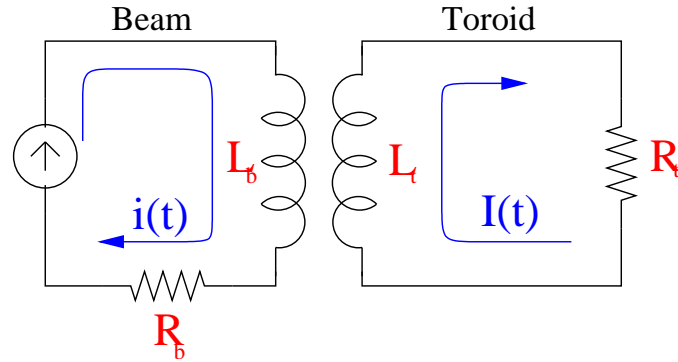 Beam
Toroid
L_b
L_t
R_t
i(t)
I(t)
R_b